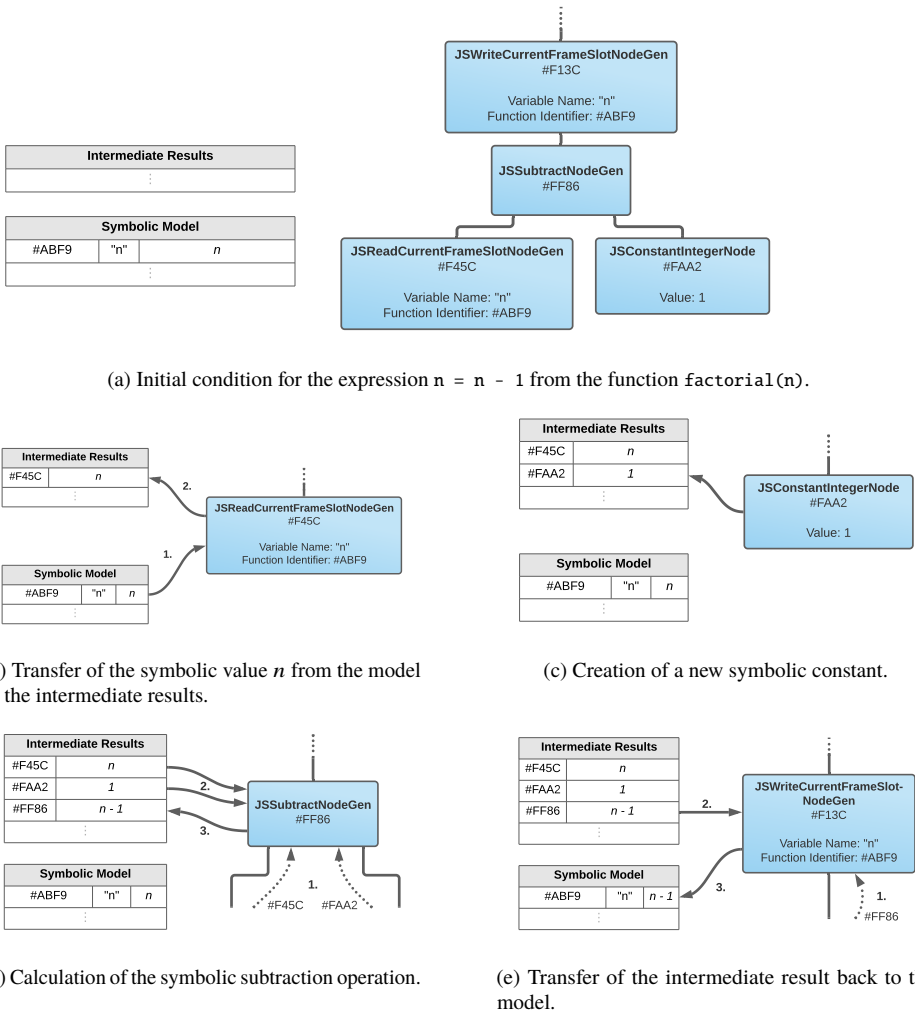 JSWriteCurrentFrameSlotNodeGen
#F13C
Variable Name: "n"
Function Identifier: #ABF9
Intermediate Results
⋮
JSSubtractNodeGen
#FF86
Symbolic Model
#ABF9 "n" n
⋮
JSReadCurrentFrameSlotNodeGen
#F45C
Variable Name: "n"
Function Identifier: #ABF9
JSConstantIntegerNode
#FAA2
Value: 1
(a) Initial condition for the expression n = n - 1 from the function factorial(n).
Intermediate Results
#F45C n
⋮
2.
JSReadCurrentFrameSlotNodeGen
#F45C
Variable Name: "n"
Function Identifier: #ABF9
1.
Symbolic Model
#ABF9 "n" n
⋮
) Transfer of the symbolic value n from the model
the intermediate results.
Intermediate Results
#F45C n
#FAA2 1
⋮
JSConstantIntegerNode
#FAA2
Value: 1
Symbolic Model
#ABF9 "n" n
⋮
(c) Creation of a new symbolic constant.
Intermediate Results
#F45C n
#FAA2 1
#FF86 n - 1
⋮
2.
3.
JSSubtractNodeGen
#FF86
1.
#F45C #FAA2
Symbolic Model
#ABF9 "n" n
⋮
) Calculation of the symbolic subtraction operation.
Intermediate Results
#F45C n
#FAA2 1
#FF86 n - 1
⋮
2.
JSWriteCurrentFrameSlot-
NodeGen
#F13C
Variable Name: "n"
Function Identifier: #ABF9
3.
1.
#FF86
Symbolic Model
#ABF9 "n" n - 1
⋮
(e) Transfer of the intermediate result back to t
model.